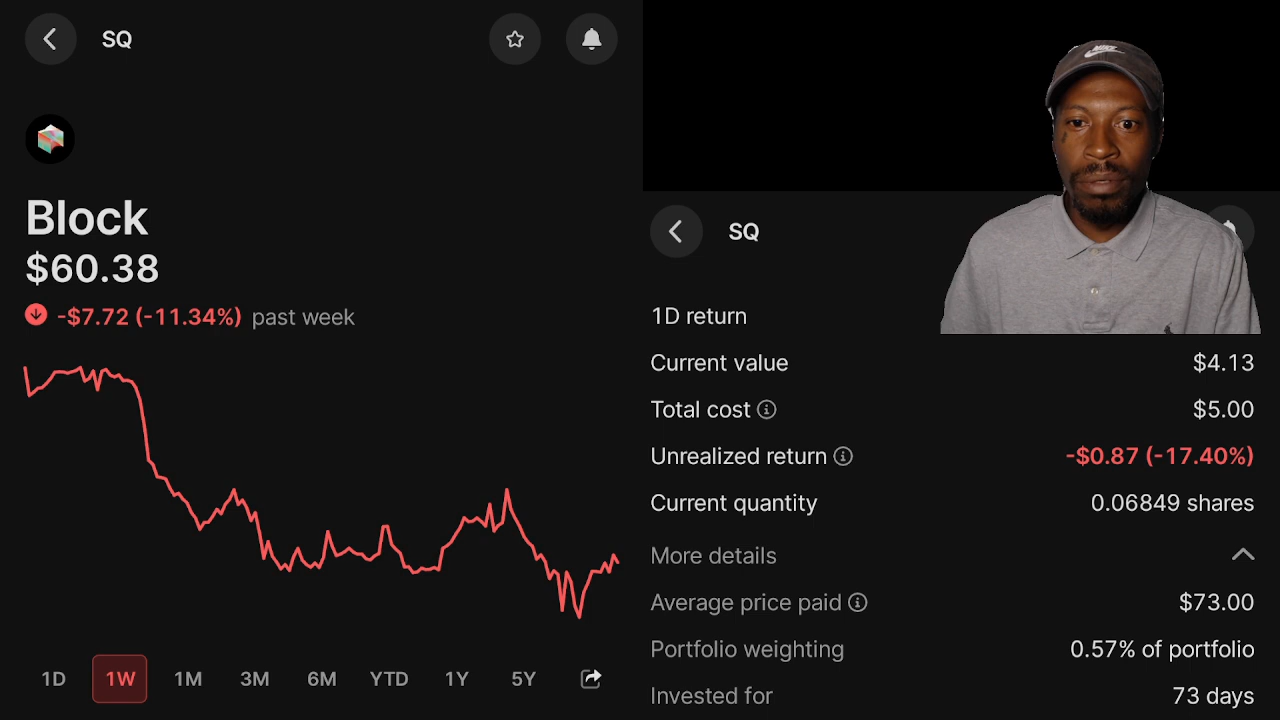 SQ
Block
$60.38
-$7.72 (-11.34%) past week
1D 1W 1M 3M 6M YTD 1Y 5Y
NIKE
SQ
1D return
Current value $4.13
Total cost $5.00
Unrealized return -$0.87 (-17.40%)
Current quantity 0.06849 shares
More details
Average price paid $73.00
Portfolio weighting 0.57% of portfolio
Invested for 73 days